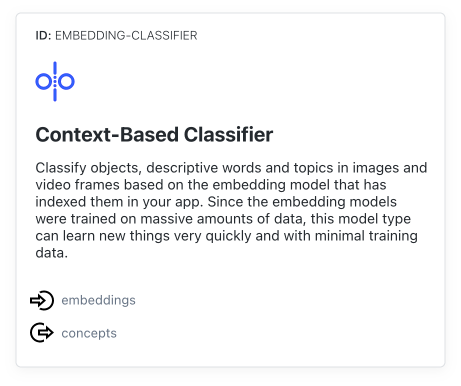 ID: EMBEDDING-CLASSIFIER
Context-Based Classifier
Classify objects, descriptive words and topics in images and
video frames based on the embedding model that has
indexed them in your app. Since the embedding models
were trained on massive amounts of data, this model type
can learn new things very quickly and with minimal training
data.
embeddings
concepts